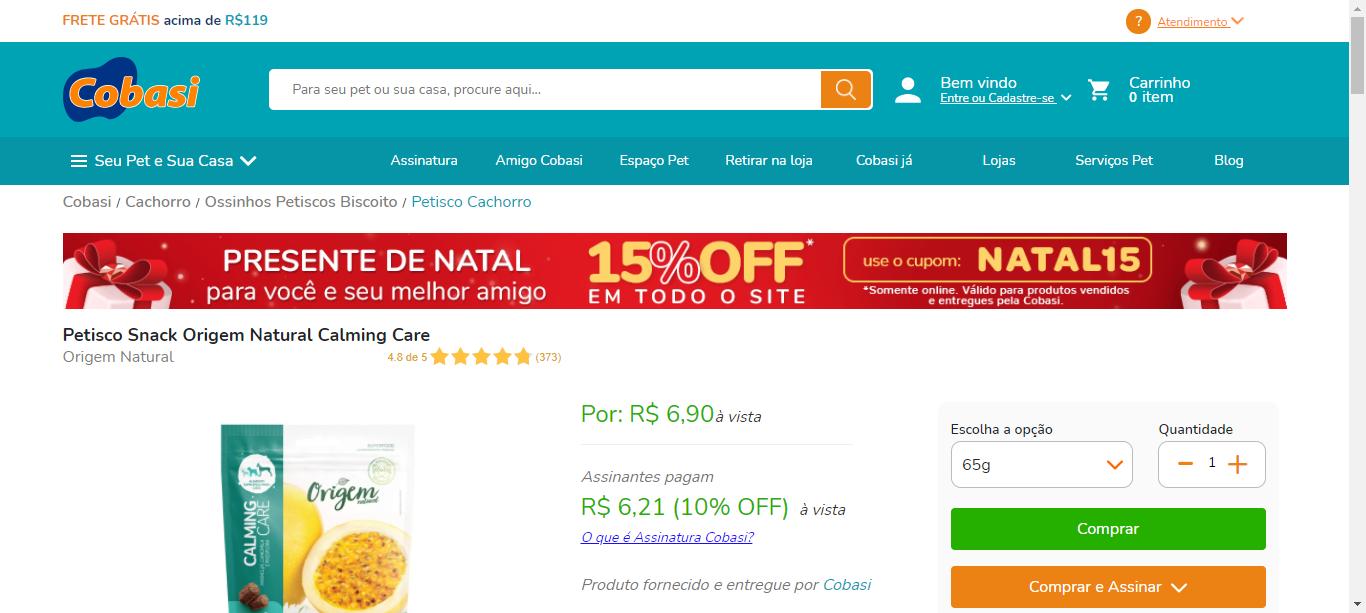 FRETE GRÁTIS acima de R$119
? Atendimento
Cobasi
Para seu pet ou sua casa, procure aqui...
Bem vindo
Entre ou Cadastre-se
Carrinho
0 item
Seu Pet e Sua Casa
Assinatura
Amigo Cobasi
Espaço Pet
Retirar na loja
Cobasi já
Lojas
Serviços Pet
Blog
Cobasi / Cachorro / Ossinhos Petiscos Biscoito / Petisco Cachorro
PRESENTE DE NATAL
para você e seu melhor amigo
15%OFF*
EM TODO O SITE
use o cupom: NATAL15
*Somente online. Válido para produtos vendidos
e entregues pela Cobasi.
Petisco Snack Origem Natural Calming Care
Origem Natural
4.8 de 5 (373)
Origem
natural
CALMING
CARE
Por: R$ 6,90 à vista
Assinantes pagam
R$ 6,21 (10% OFF) à vista
O que é Assinatura Cobasi?
Produto fornecido e entregue por Cobasi
Escolha a opção
65g
Quantidade
1
Comprar
Comprar e Assinar